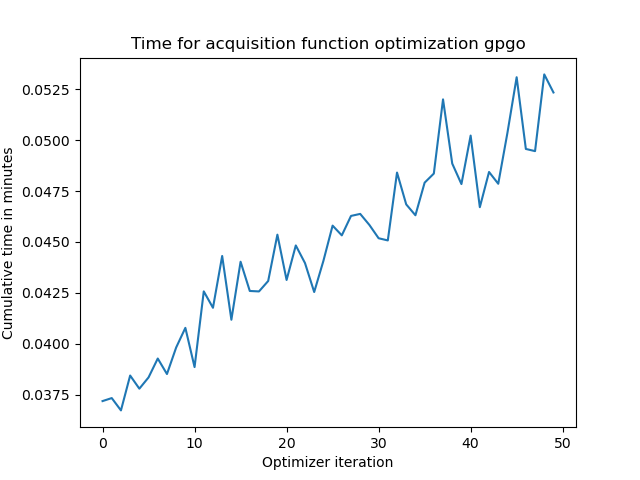 Time for acquisition function optimization gpgo
Cumulative time in minutes
0.0525
0.0500
0.0475
0.0450
0.0425
0.0400
0.0375
0 10 20 30 40 50
Optimizer iteration